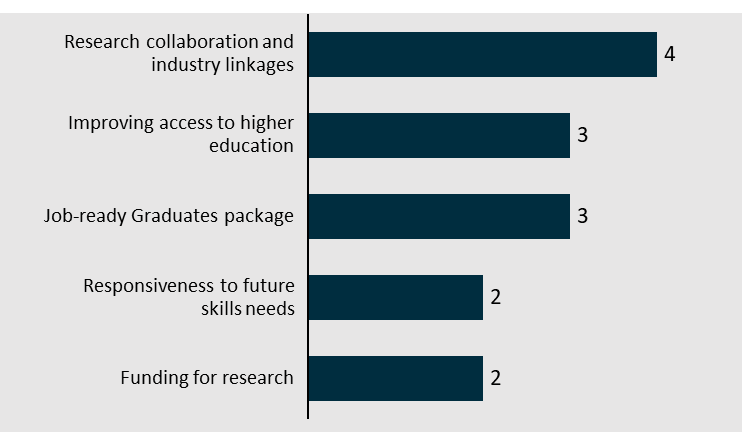 Research collaboration and
industry linkages
4
Improving access to higher
education
3
Job-ready Graduates package
3
Responsiveness to future
skills needs
2
Funding for research
2